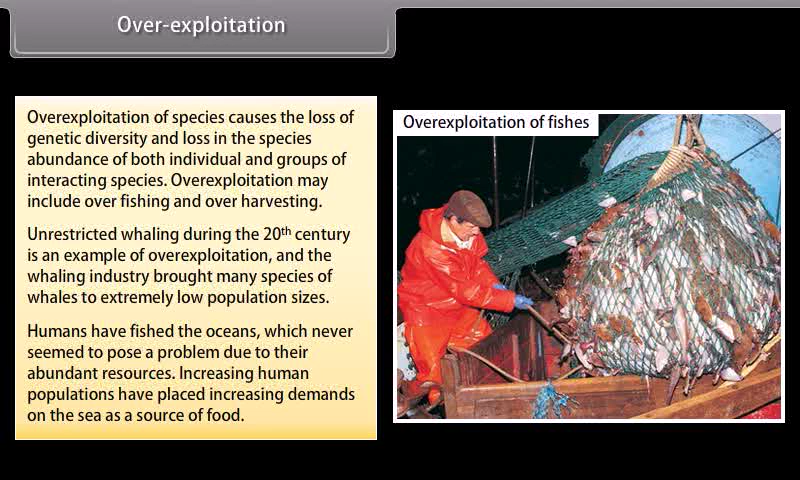 Over-exploitation
Overexploitation of species causes the loss of
genetic diversity and loss in the species
abundance of both individual and groups of
interacting species. Overexploitation may
include over fishing and over harvesting.
Unrestricted whaling during the 20th century
is an example of overexploitation, and the
whaling industry brought many species of
whales to extremely low population sizes.
Humans have fished the oceans, which never
seemed to pose a problem due to their
abundant resources. Increasing human
populations have placed increasing demands
on the sea as a source of food.
Overexploitation of fishes